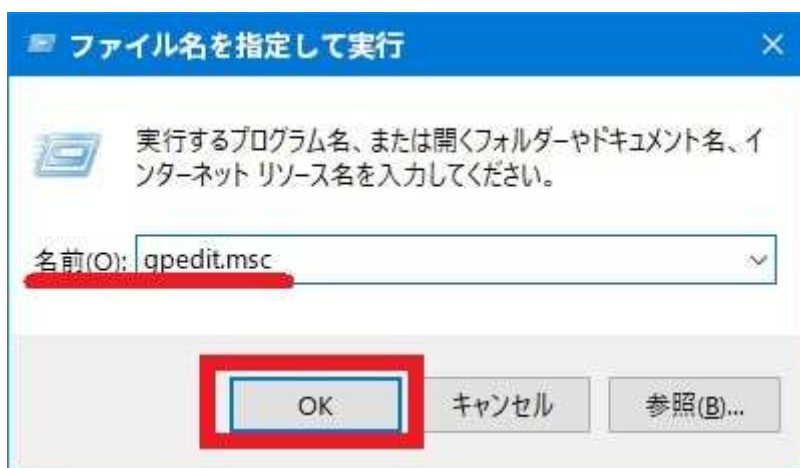 ファイル名を指定して実行
実行するプログラム名、または開くフォルダーやドキュメント名、イ
ンターネット リソース名を入力してください。
名前(O): gpedit.msc
OK キャンセル 参照(B)...